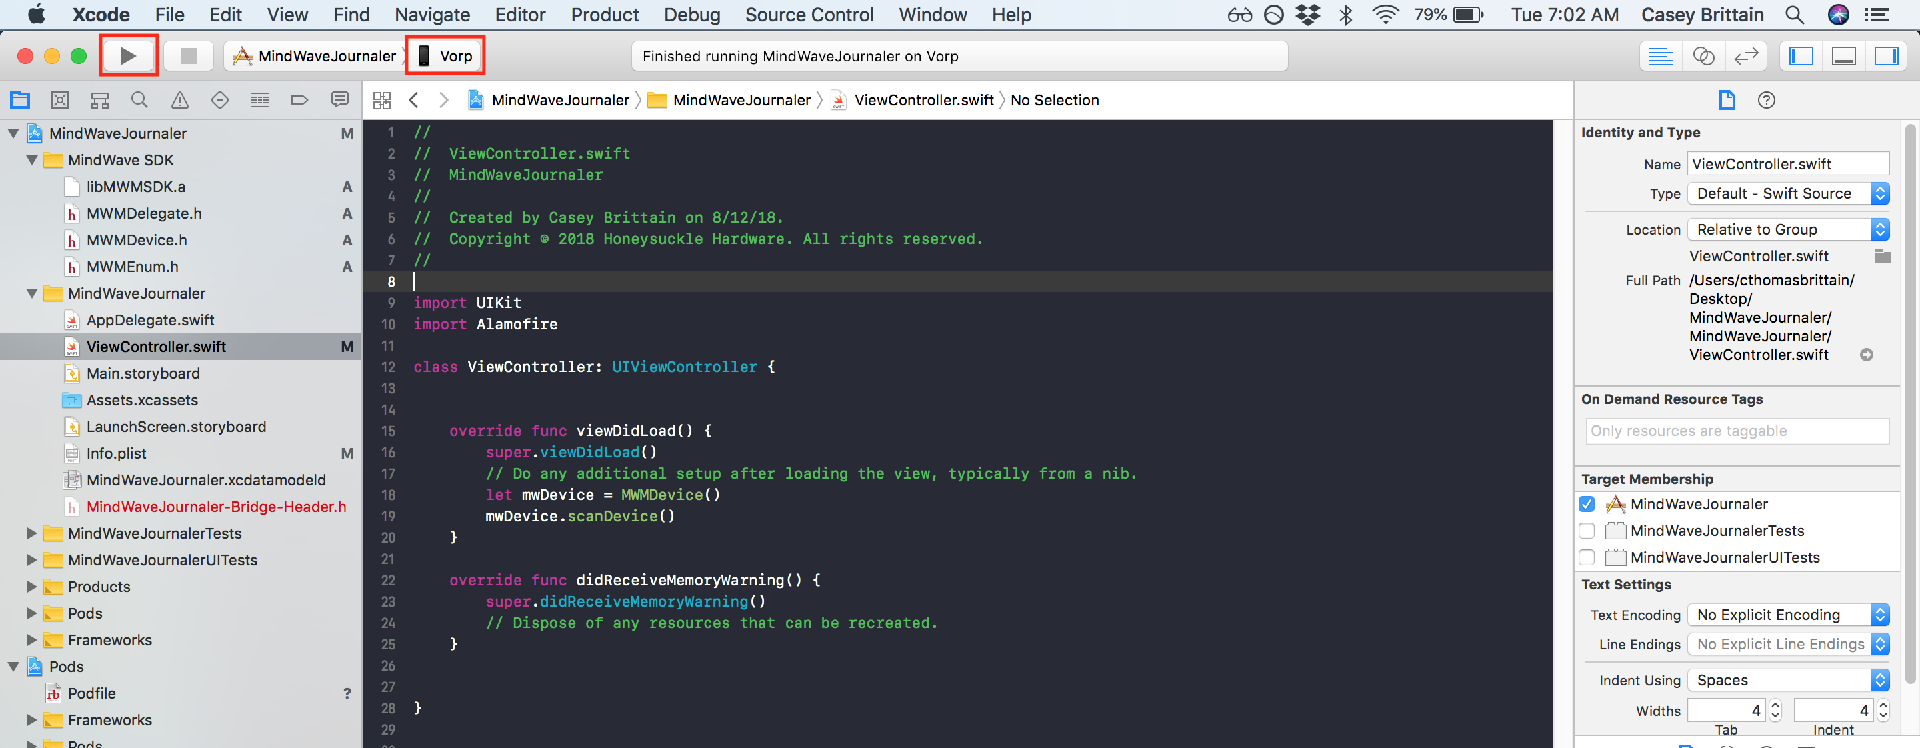 Xcode File Edit View Find Navigate Editor Product Debug Source Control Window Help 79% Tue 7:02 AM Casey Brittain
MindWaveJournaler Vorp Finished running MindWaveJournaler on Vorp
MindWaveJournaler MindWaveJournaler ViewController.swift No Selection
MindWaveJournaler M
MindWave SDK
libMWMSDK.a A
MWMDelegate.h A
MWMDevice.h A
MWMEnum.h A
MindWaveJournaler
AppDelegate.swift
ViewController.swift M
Main.storyboard
Assets.xcassets
LaunchScreen.storyboard
Info.plist M
MindWaveJournaler.xcdatamodeld
MindWaveJournaler-Bridge-Header.h
MindWaveJournalerTests
MindWaveJournalerUITests
Products
Pods
Frameworks
Pods
Podfile ?
Frameworks
Pods
1 //
2 // ViewController.swift
3 // MindWaveJournaler
4 //
5 // Created by Casey Brittain on 8/12/18.
6 // Copyright © 2018 Honeysuckle Hardware. All rights reserved.
7 //
8
9 import UIKit
10 import Alamofire
11
12 class ViewController: UIViewController {
13
14
15 override func viewDidLoad() {
16 super.viewDidLoad()
17 // Do any additional setup after loading the view, typically from a nib.
18 let mwDevice = MWMDevice()
19 mwDevice.scanDevice()
20 }
21
22 override func didReceiveMemoryWarning() {
23 super.didReceiveMemoryWarning()
24 // Dispose of any resources that can be recreated.
25 }
26
27
28 }
29
Identity and Type
Name ViewController.swift
Type Default - Swift Source
Location Relative to Group
ViewController.swift
Full Path /Users/cthomasbrittain/
Desktop/
MindWaveJournaler/
MindWaveJournaler/
ViewController.swift
On Demand Resource Tags
Only resources are taggable
Target Membership
MindWaveJournaler
MindWaveJournalerTests
MindWaveJournalerUITests
Text Settings
Text Encoding No Explicit Encoding
Line Endings No Explicit Line Endings
Indent Using Spaces
Widths 4 4
Tab Indent